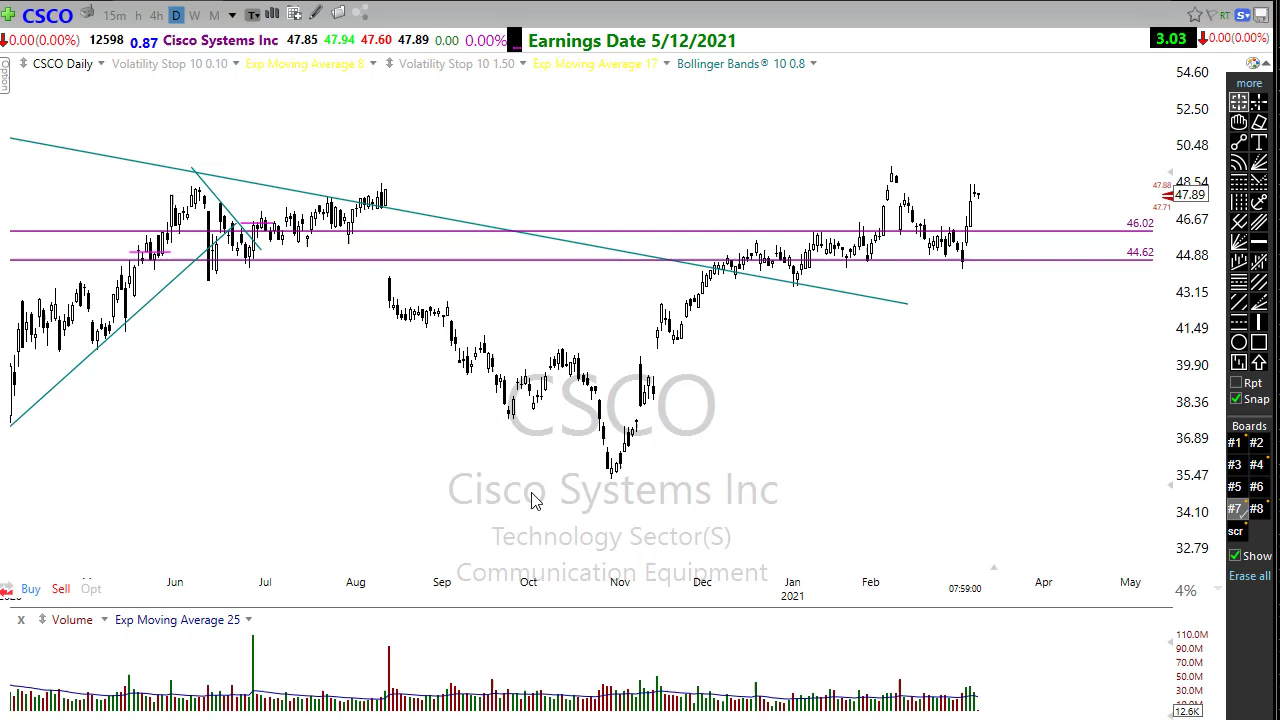 CSCO 15m h 4h D W M T RT S
0.00(0.00%) 12598 0.87 Cisco Systems Inc 47.85 47.94 47.60 47.89 0.00 0.00% Earnings Date 5/12/2021 3.03 0.00(0.00%)
Option
CSCO Daily Volatility Stop 10 0.10 Exp Moving Average 8 Volatility Stop 10 1.50 Exp Moving Average 17 Bollinger Bands® 10 0.8
54.60
more
52.50
50.48
48.54
47.88
47.89
47.71
46.67
46.02
44.88
44.62
43.15
41.49
39.90
Rpt
Snap
38.36
CSCO
Boards
36.89
#1 #2
#3 #4
35.47
#5 #6
Cisco Systems Inc
34.10
#7 #8
Technology Sector(S)
scr
32.79
Show
Communication Equipment
Erase all
Jun Jul Aug Sep Oct Nov Dec Jan Feb Apr May
2021
07:59:00
4%
Buy Sell Opt
X Volume Exp Moving Average 25
110.0M
90.0M
70.0M
50.0M
30.0M
12.6K